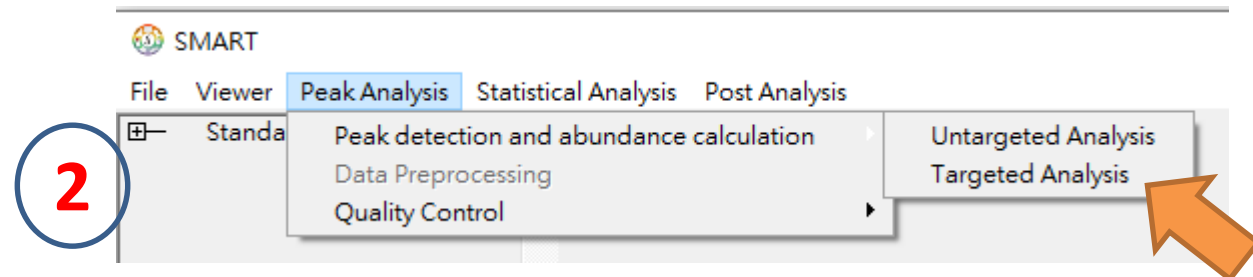 SMART
File Viewer Peak Analysis Statistical Analysis Post Analysis
Standa
Peak detection and abundance calculation
Untargeted Analysis
Data Preprocessing
Targeted Analysis
Quality Control
2